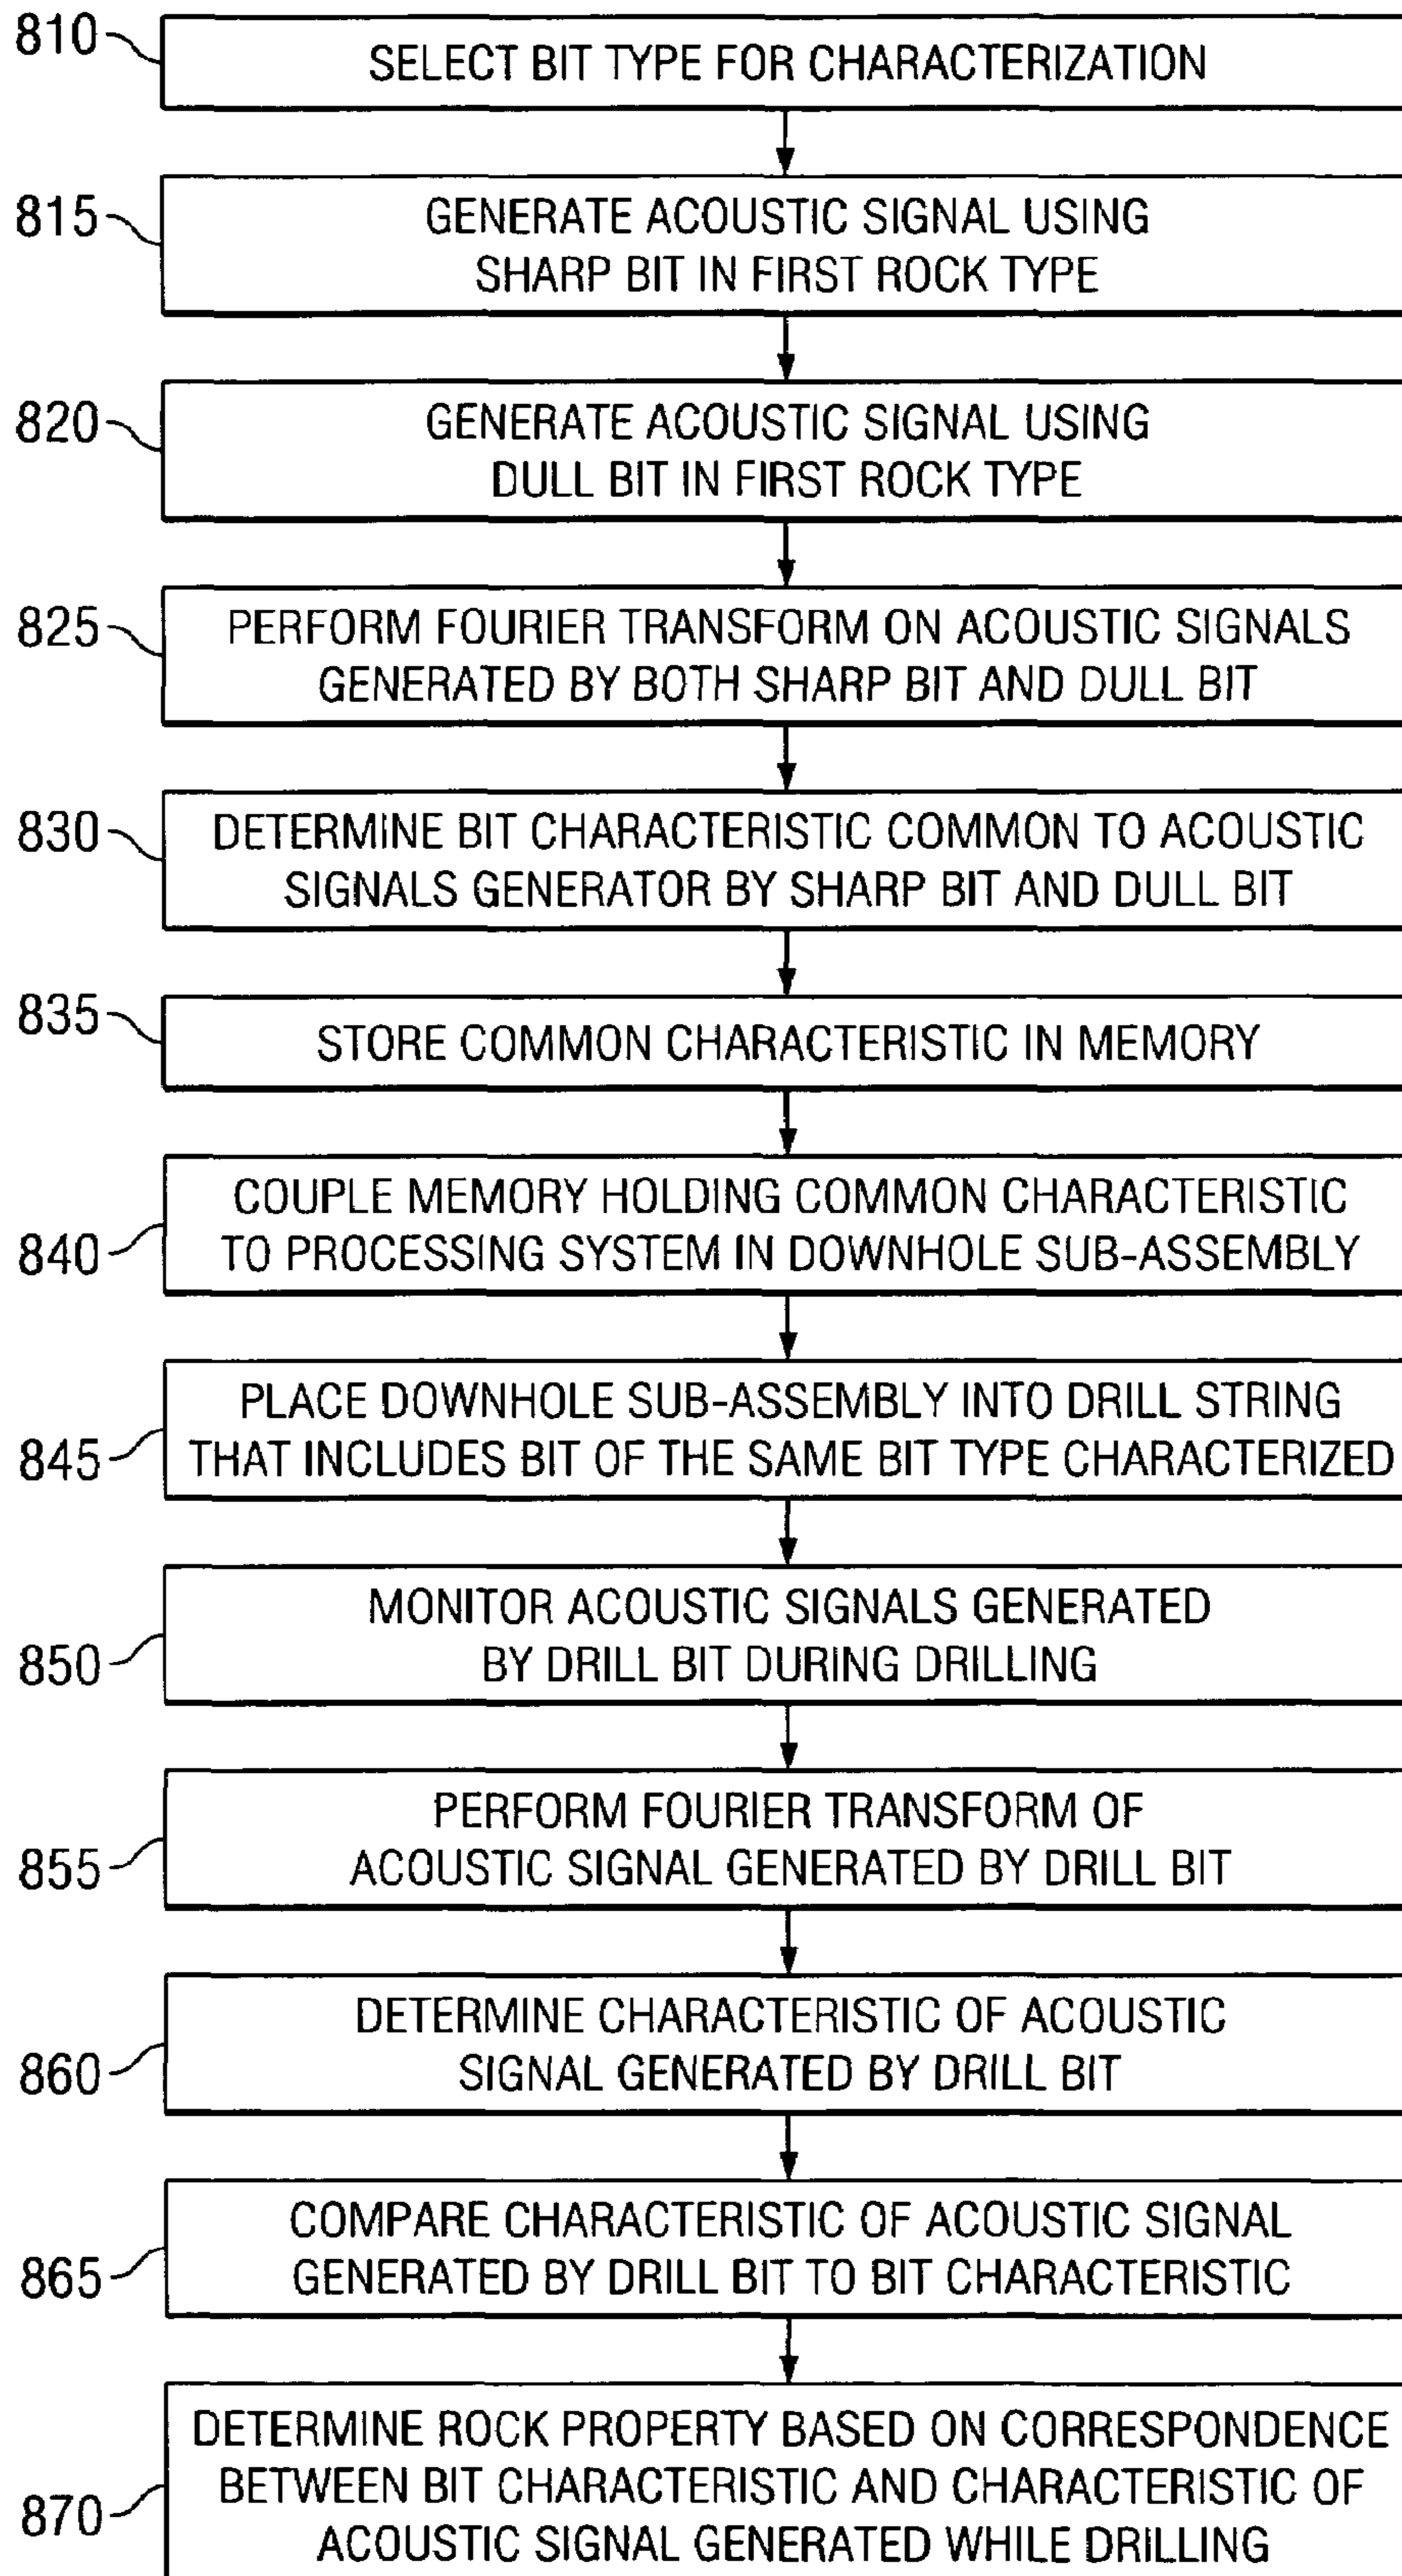 810
SELECT BIT TYPE FOR CHARACTERIZATION
815
GENERATE ACOUSTIC SIGNAL USING
SHARP BIT IN FIRST ROCK TYPE
820
GENERATE ACOUSTIC SIGNAL USING
DULL BIT IN FIRST ROCK TYPE
825
PERFORM FOURIER TRANSFORM ON ACOUSTIC SIGNALS
GENERATED BY BOTH SHARP BIT AND DULL BIT
830
DETERMINE BIT CHARACTERISTIC COMMON TO ACOUSTIC
SIGNALS GENERATOR BY SHARP BIT AND DULL BIT
835
STORE COMMON CHARACTERISTIC IN MEMORY
840
COUPLE MEMORY HOLDING COMMON CHARACTERISTIC
TO PROCESSING SYSTEM IN DOWNHOLE SUB-ASSEMBLY
845
PLACE DOWNHOLE SUB-ASSEMBLY INTO DRILL STRING
THAT INCLUDES BIT OF THE SAME BIT TYPE CHARACTERIZED
850
MONITOR ACOUSTIC SIGNALS GENERATED
BY DRILL BIT DURING DRILLING
855
PERFORM FOURIER TRANSFORM OF
ACOUSTIC SIGNAL GENERATED BY DRILL BIT
860
DETERMINE CHARACTERISTIC OF ACOUSTIC
SIGNAL GENERATED BY DRILL BIT
865
COMPARE CHARACTERISTIC OF ACOUSTIC SIGNAL
GENERATED BY DRILL BIT TO BIT CHARACTERISTIC
870
DETERMINE ROCK PROPERTY BASED ON CORRESPONDENCE
BETWEEN BIT CHARACTERISTIC AND CHARACTERISTIC OF
ACOUSTIC SIGNAL GENERATED WHILE DRILLING